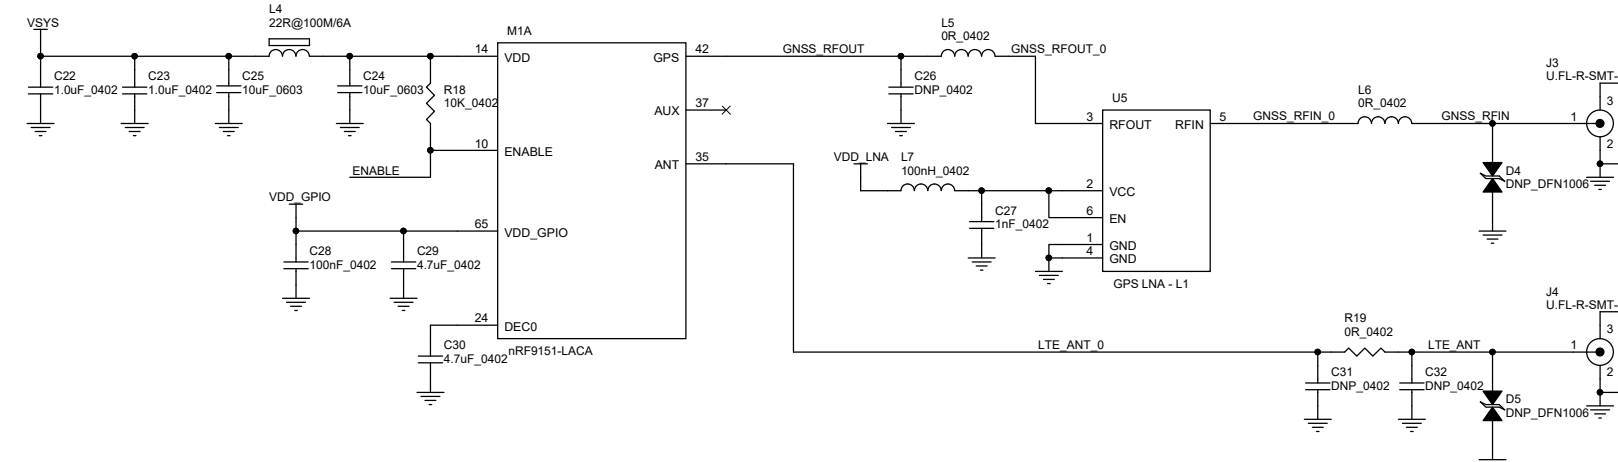 VSYS
L4
22R@100M/6A
C22
1.0uF_0402
C23
1.0uF_0402
C25
10uF_0603
C24
10uF_0603
R18
10K_0402
ENABLE
VDD_GPIO
C28
100nF_0402
C29
4.7uF_0402
C30
4.7uF_0402
M1A
14
VDD
10
ENABLE
65
VDD_GPIO
24
DEC0
GPS
42
AUX
37
ANT
35
nRF9151-LACA
GNSS_RFOUT
C26
DNP_0402
L5
0R_0402
GNSS_RFOUT_0
VDD_LNA
L7
100nH_0402
C27
1nF_0402
U5
3
RFOUT
RFIN
5
2
VCC
6
EN
1
GND
4
GND
GPS LNA - L1
GNSS_RFIN_0
L6
0R_0402
GNSS_RFIN
D4
DNP_DFN1006
J3
U.FL-R-SMT-
3
1
2
LTE_ANT_0
R19
0R_0402
LTE_ANT
C31
DNP_0402
C32
DNP_0402
D5
DNP_DFN1006
J4
U.FL-R-SMT-
3
1
2